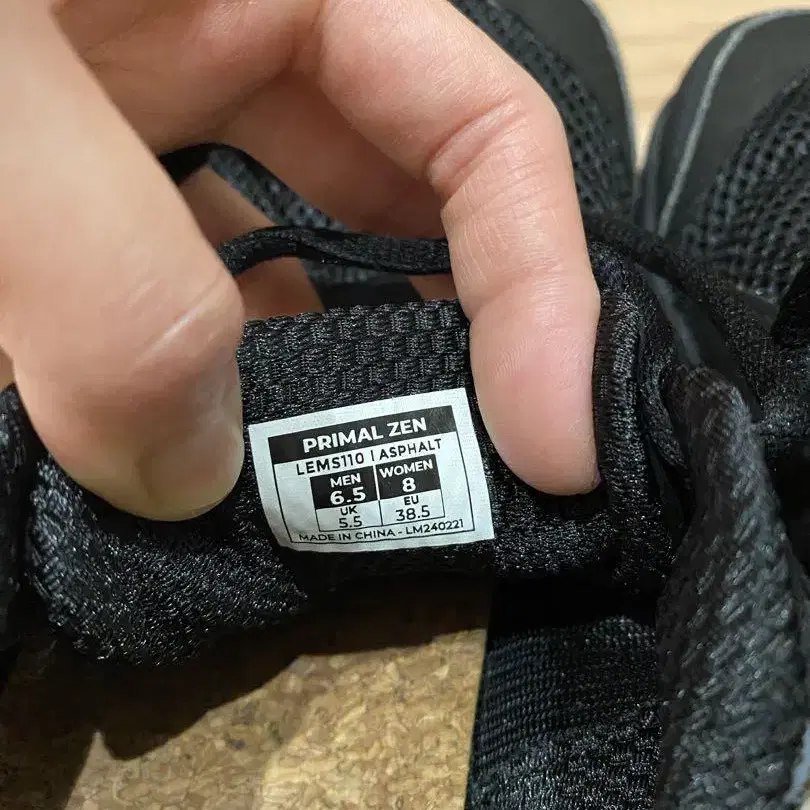 PRIMAL ZEN
LEMS110 | ASPHALT
MEN WOMEN
6.5 8
UK EU
5.5 38.5
MADE IN CHINA - LM240221